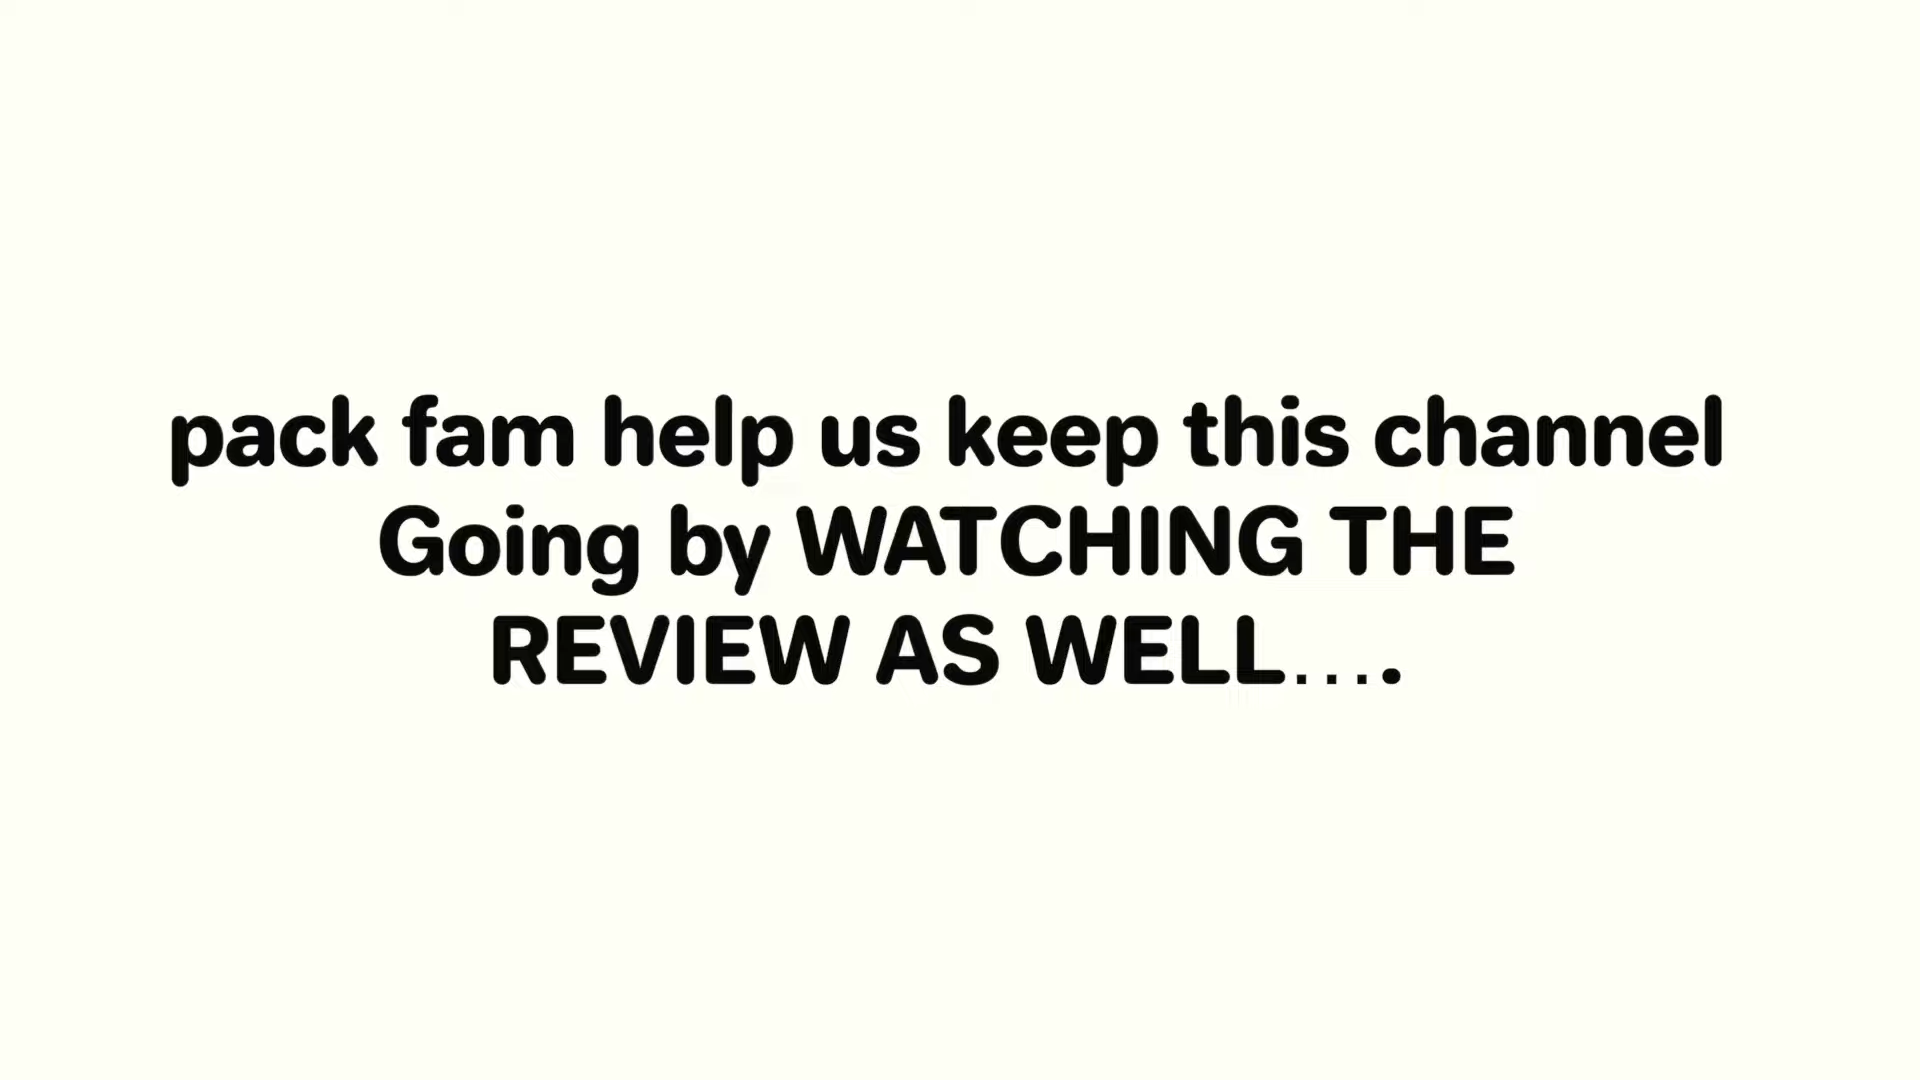 pack fam help us keep this channel
Going by WATCHING THE
REVIEW AS WELL….